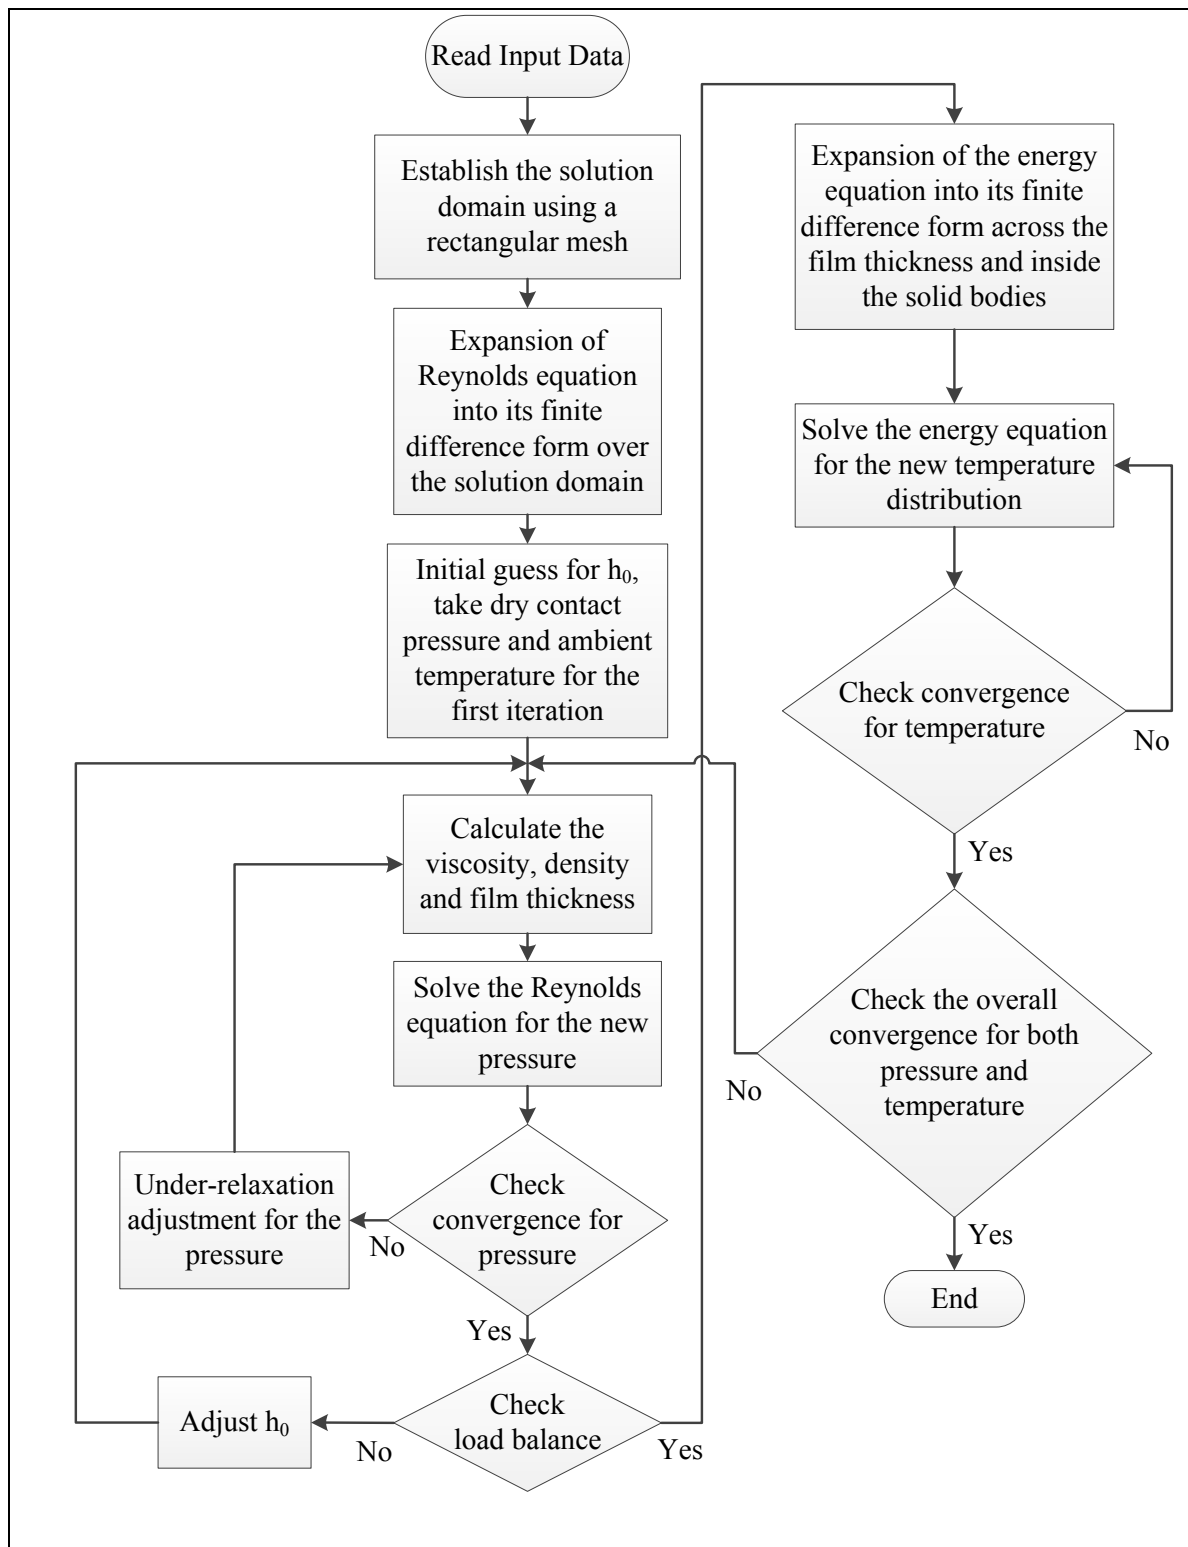 Read Input Data
Establish the solution
domain using a
rectangular mesh
Expansion of
Reynolds equation
into its finite
difference form over
the solution domain
Initial guess for h₀,
take dry contact
pressure and ambient
temperature for the
first iteration
Calculate the
viscosity, density
and film thickness
Solve the Reynolds
equation for the new
pressure
Check
convergence for
pressure
No
Under-relaxation
adjustment for the
pressure
Yes
Check
load balance
No
Adjust h₀
Yes
Expansion of the energy
equation into its finite
difference form across the
film thickness and inside
the solid bodies
Solve the energy equation
for the new temperature
distribution
Check convergence
for temperature
No
Yes
Check the overall
convergence for both
pressure and
temperature
No
Yes
End